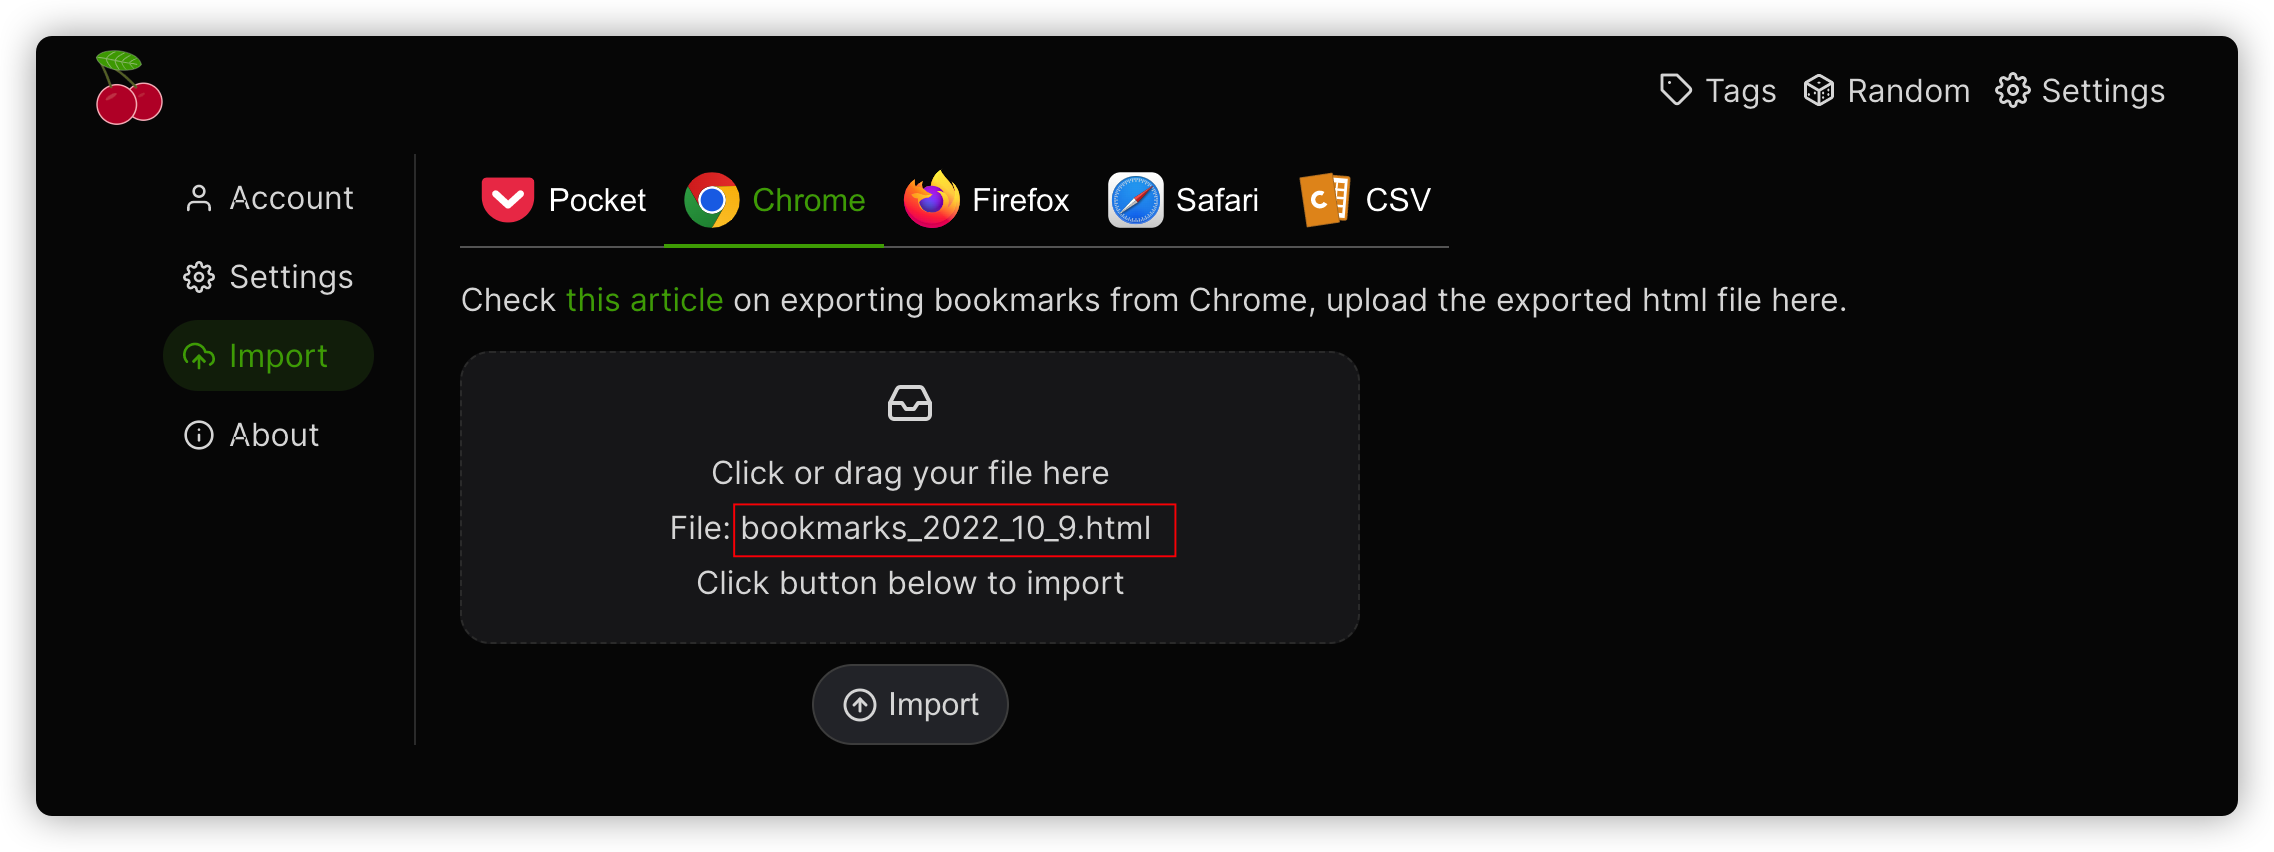 Tags Random Settings
Account
Settings
Import
About
Pocket Chrome Firefox Safari CSV
Check this article on exporting bookmarks from Chrome, upload the exported html file here.
Click or drag your file here
File: bookmarks_2022_10_9.html
Click button below to import
Import